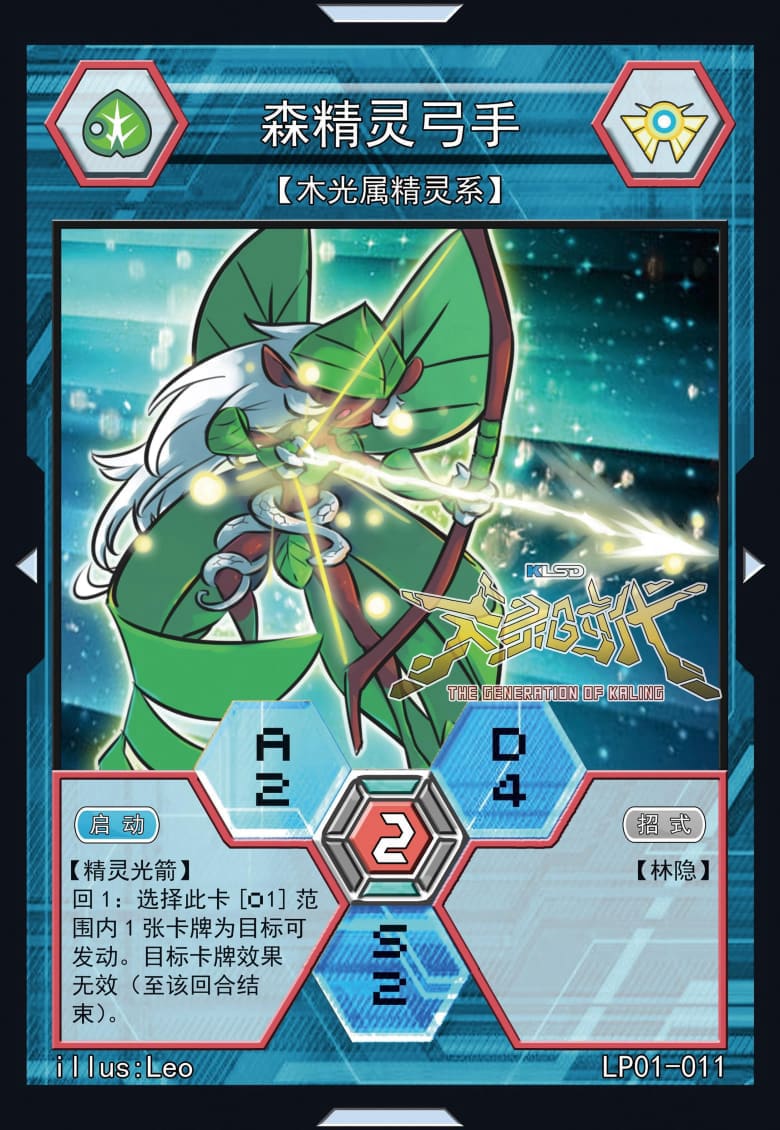 森精灵弓手
【木光属精灵系】
KLSD
THE GENERATION OF KALING
A
2
D
4
2
S
2
启动
【精灵光箭】
回1：选择此卡[o1]范
围内1张卡牌为目标可
发动。目标卡牌效果
无效（至该回合结
束）。
招式
【林隐】
illus:Leo
LP01-011